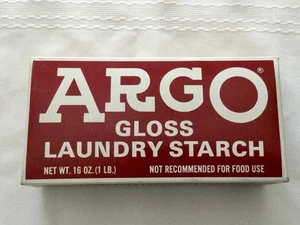 ARGO®
GLOSS
LAUNDRY STARCH
NET WT. 16 OZ. (1 LB.) NOT RECOMMENDED FOR FOOD USE